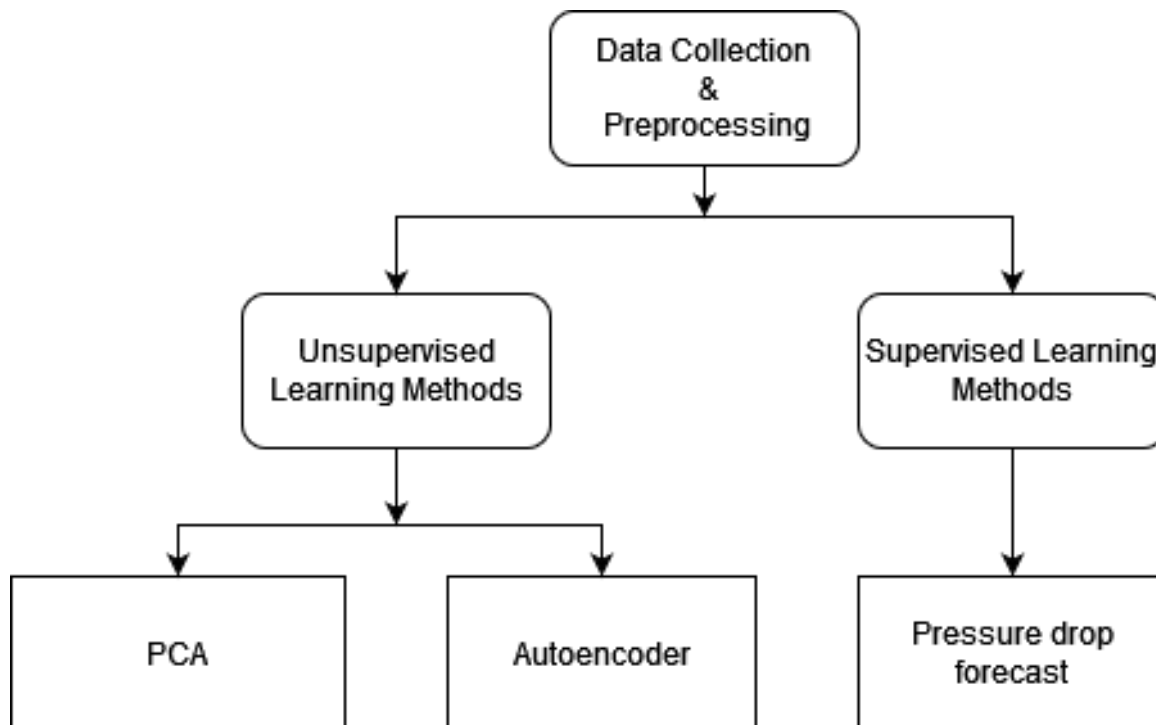 Data Collection
&
Preprocessing
Unsupervised
Learning Methods
Supervised Learning
Methods
PCA
Autoencoder
Pressure drop
forecast